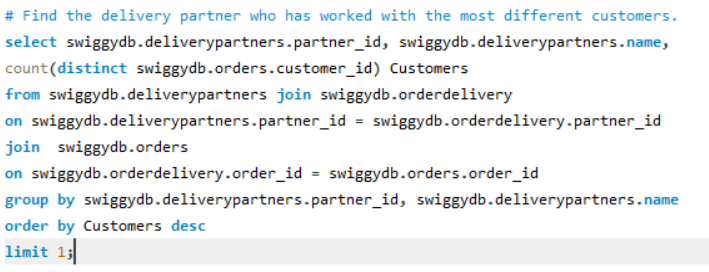 # Find the delivery partner who has worked with the most different customers.
select swiggydb.deliverypartners.partner_id, swiggydb.deliverypartners.name,
count(distinct swiggydb.orders.customer_id) Customers
from swiggydb.deliverypartners join swiggydb.orderdelivery
on swiggydb.deliverypartners.partner_id = swiggydb.orderdelivery.partner_id
join  swiggydb.orders
on swiggydb.orderdelivery.order_id = swiggydb.orders.order_id
group by swiggydb.deliverypartners.partner_id, swiggydb.deliverypartners.name
order by Customers desc
limit 1;